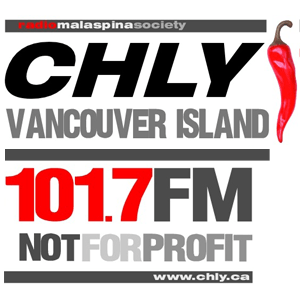 radiomalaspinasociety
CHLY
VANCOUVER ISLAND
101.7FM
NOTFORPROFIT
www.chly.ca